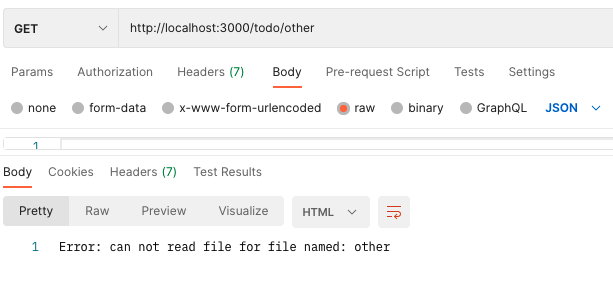 GET http://localhost:3000/todo/other
Params Authorization Headers (7) Body Pre-request Script Tests Settings
none form-data x-www-form-urlencoded raw binary GraphQL JSON
1
Body Cookies Headers (7) Test Results
Pretty Raw Preview Visualize HTML
1 Error: can not read file for file named: other